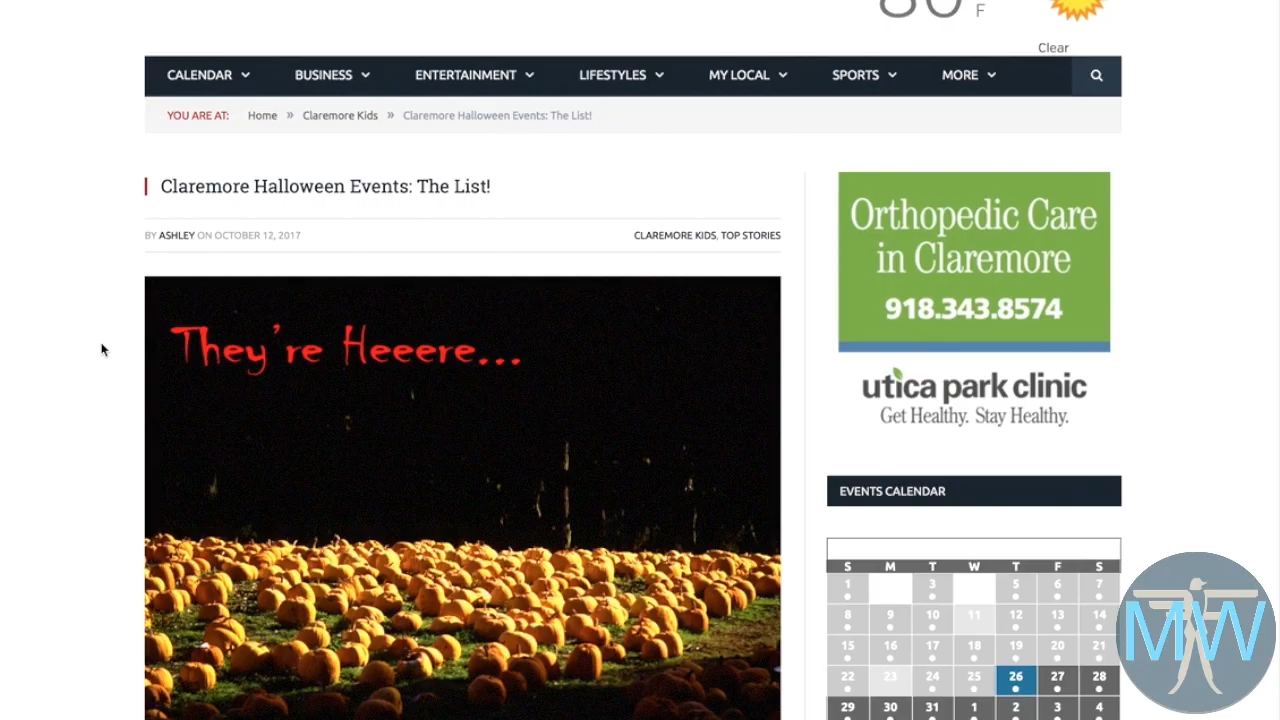 80 F
Clear
CALENDAR BUSINESS ENTERTAINMENT LIFESTYLES MY LOCAL SPORTS MORE
YOU ARE AT: Home » Claremore Kids » Claremore Halloween Events: The List!
Claremore Halloween Events: The List!
BY ASHLEY ON OCTOBER 12, 2017
CLAREMORE KIDS, TOP STORIES
They're Heeere...
Orthopedic Care
in Claremore
918.343.8574
utica park clinic
Get Healthy. Stay Healthy.
EVENTS CALENDAR
S M T W T F S
1 3 5 6 7
8 9 10 11 12 13 14
15 16 17 18 19 20 21
22 23 24 25 26 27 28
29 30 31 1 2 3 4
MW